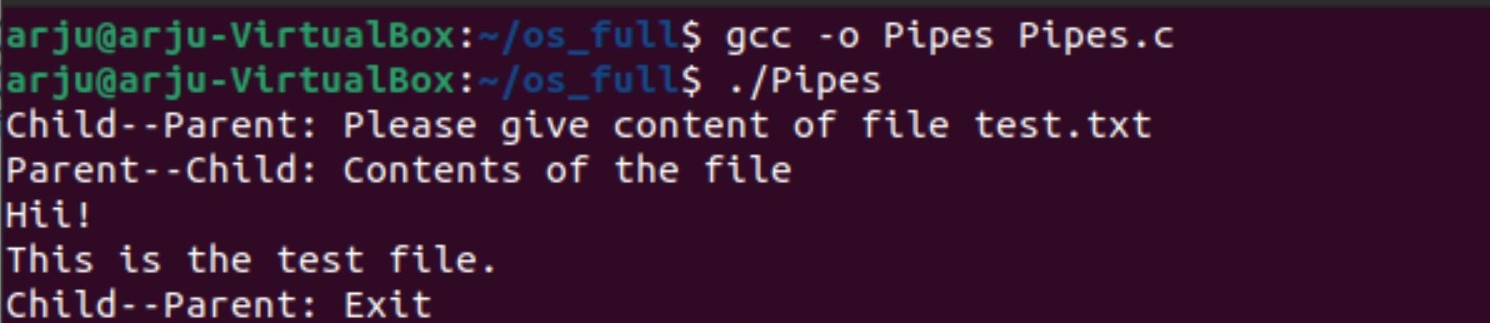 arju@arju-VirtualBox:~/os_full$ gcc -o Pipes Pipes.c
arju@arju-VirtualBox:~/os_full$ ./Pipes
Child--Parent: Please give content of file test.txt
Parent--Child: Contents of the file
Hii!
This is the test file.
Child--Parent: Exit